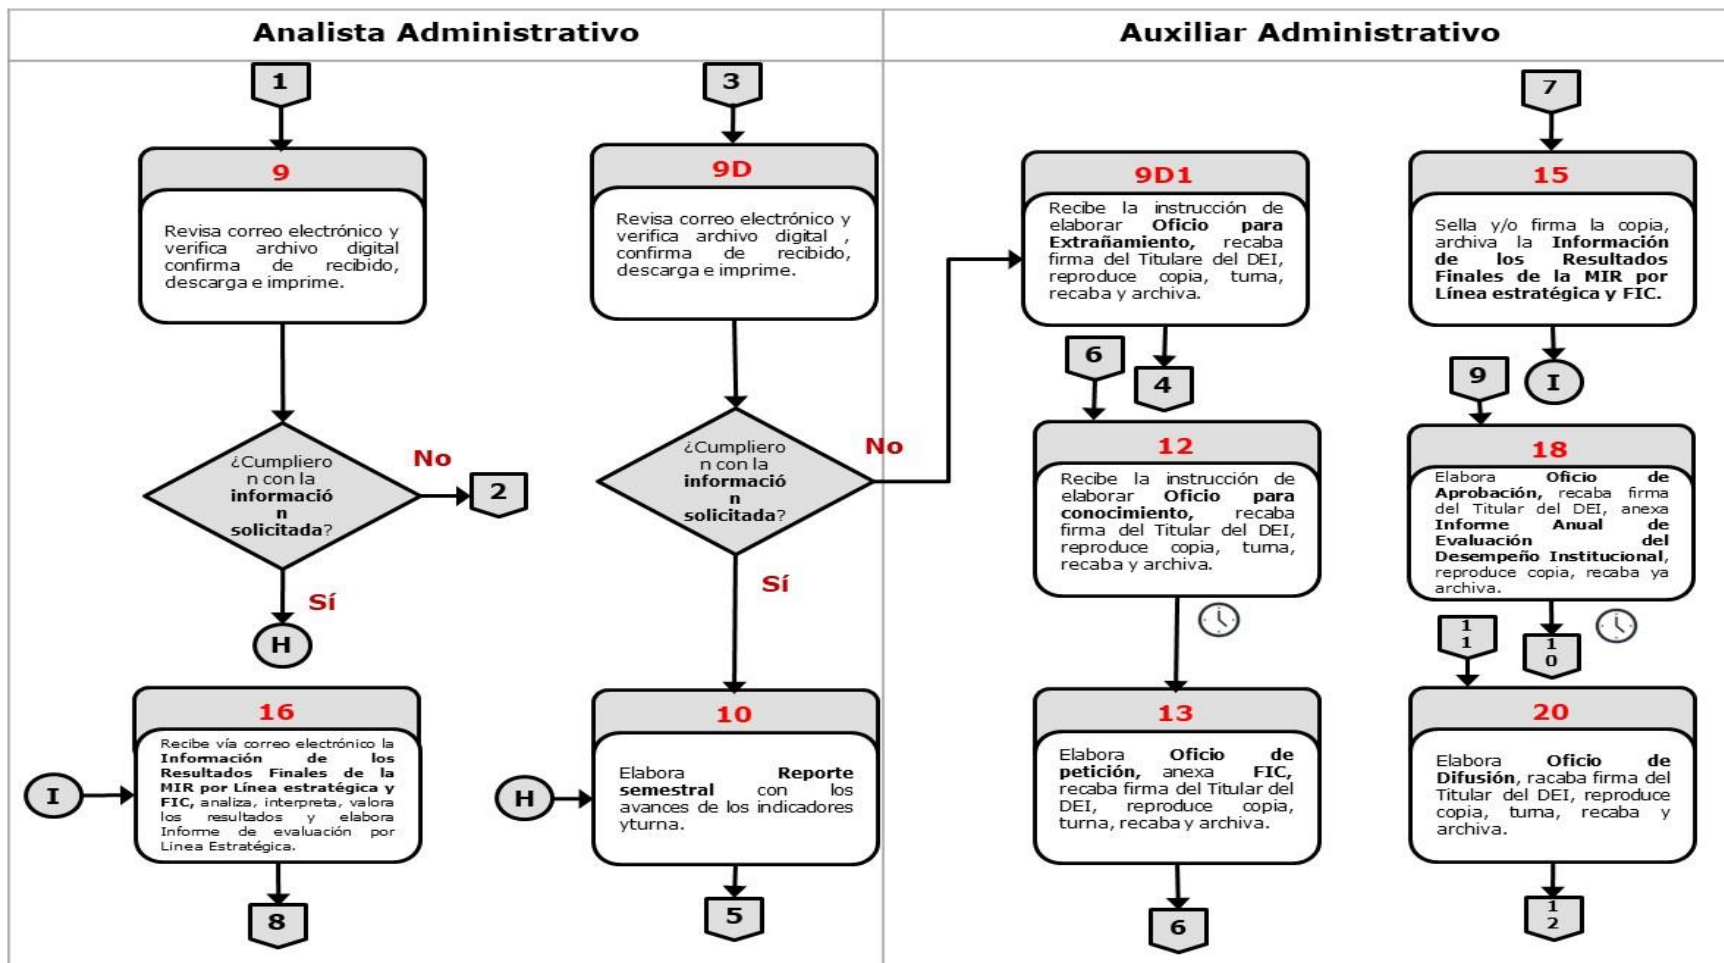 Analista Administrativo
Auxiliar Administrativo
1
9
Revisa correo electrónico y
verifica archivo digital
confirma de recibido,
descarga e imprime.
¿Cumpliero
n con la
informació
n
solicitada?
No
2
Sí
H
I
16
Recibe vía correo electrónico la
Información de los
Resultados Finales de la
MIR por Línea estratégica y
FIC, analiza, interpreta, valora
los resultados y elabora
Informe de evaluación por
Linea Estratégica.
8
3
9D
Revisa correo electrónico y
verifica archivo digital ,
confirma de recibido,
descarga e imprime.
¿Cumpliero
n con la
informació
n
solicitada?
No
Sí
H
10
Elabora Reporte
semestral con los
avances de los indicadores
yturna.
5
9D1
Recibe la instrucción de
elaborar Oficio para
Extrañamiento, recaba
firma del Titulare del DEI,
reproduce copia, turna,
recaba y archiva.
4
6
12
Recibe la instrucción de
elaborar Oficio para
conocimiento, recaba
firma del Titular del DEI,
reproduce copia, turna,
recaba y archiva.
13
Elabora Oficio de
petición, anexa FIC,
recaba firma del Titular del
DEI, reproduce copia,
turna, recaba y archiva.
6
7
15
Sella y/o firma la copia,
archiva la Información
de los Resultados
Finales de la MIR por
Línea estratégica y FIC.
I
9
18
Elabora Oficio de
Aprobación, recaba firma
del Titular del DEI, anexa
Informe Anual de
Evaluación del
Desempeño Institucional,
reproduce copia, recaba ya
archiva.
1
0
1
1
20
Elabora Oficio de
Difusión, racaba firma del
Titular del DEI, reproduce
copia, turna, recaba y
archiva.
1
2